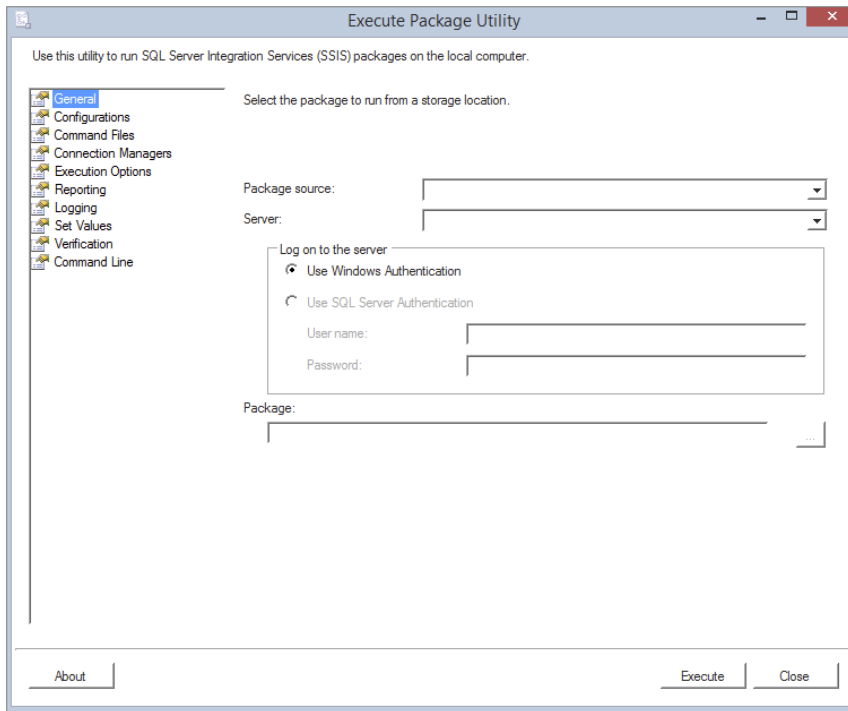 Execute Package Utility
Use this utility to run SQL Server Integration Services (SSIS) packages on the local computer.
General
Configurations
Command Files
Connection Managers
Execution Options
Reporting
Logging
Set Values
Verification
Command Line
Select the package to run from a storage location.
Package source:
Server:
Log on to the server
Use Windows Authentication
Use SQL Server Authentication
User name:
Password:
Package:
...
About
Execute
Close